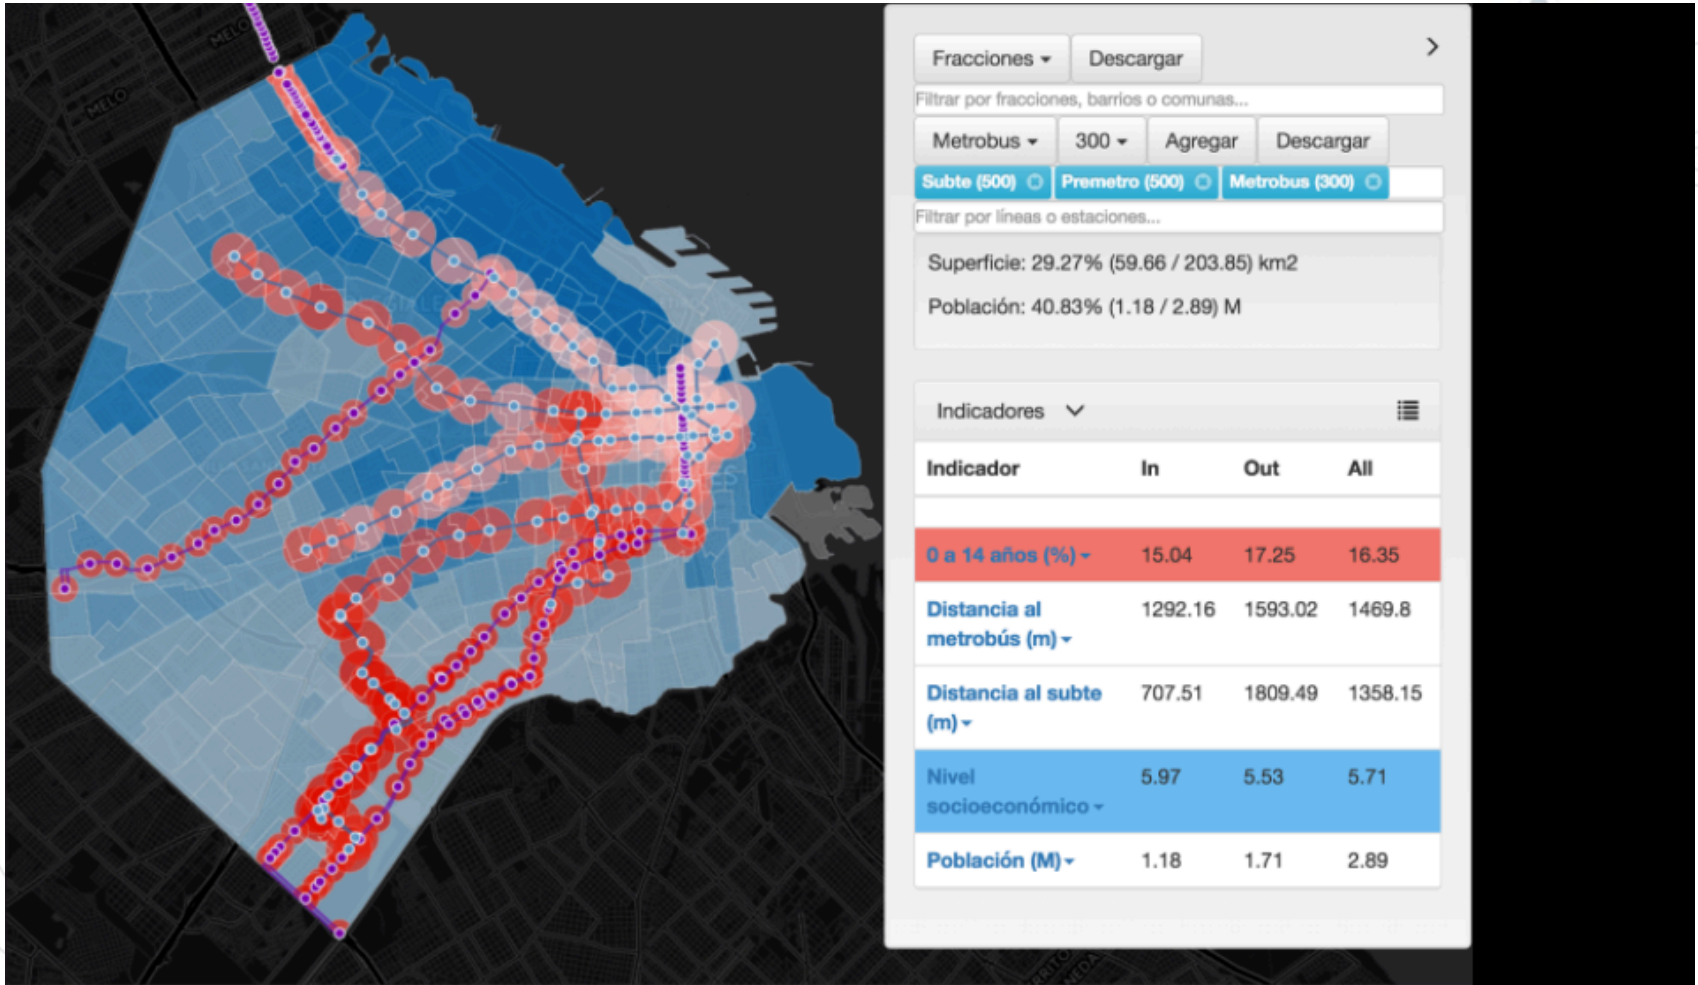 MELO
MELO
Fracciones
Descargar
Filtrar por fracciones, barrios o comunas...
Metrobus
300
Agregar
Descargar
Subte (500)
Premetro (500)
Metrobus (300)
Filtrar por líneas o estaciones...
Superficie: 29.27% (59.66 / 203.85) km2
Población: 40.83% (1.18 / 2.89) M
Indicadores
Indicador In Out All
0 a 14 años (%) 15.04 17.25 16.35
Distancia al 1292.16 1593.02 1469.8
metrobús (m)
Distancia al subte 707.51 1809.49 1358.15
(m)
Nivel 5.97 5.53 5.71
socioeconómico
Población (M) 1.18 1.71 2.89